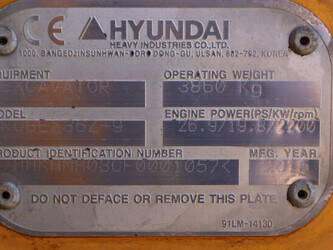 CE HYUNDAI
HEAVY INDUSTRIES CO.,LTD.
1000, BANGEOJINSUNHWAN-DORO DONG-GU, ULSAN, 682-792, KOREA
EQUIPMENT OPERATING WEIGHT
EXCAVATOR 3860 Kg
MODEL ENGINE POWER(PS/KW/rpm)
26.9/19.8/2200
PRODUCT IDENTIFICATION NUMBER MFG. YEAR
DO NOT DEFACE OR REMOVE THIS PLATE
91LM-14130